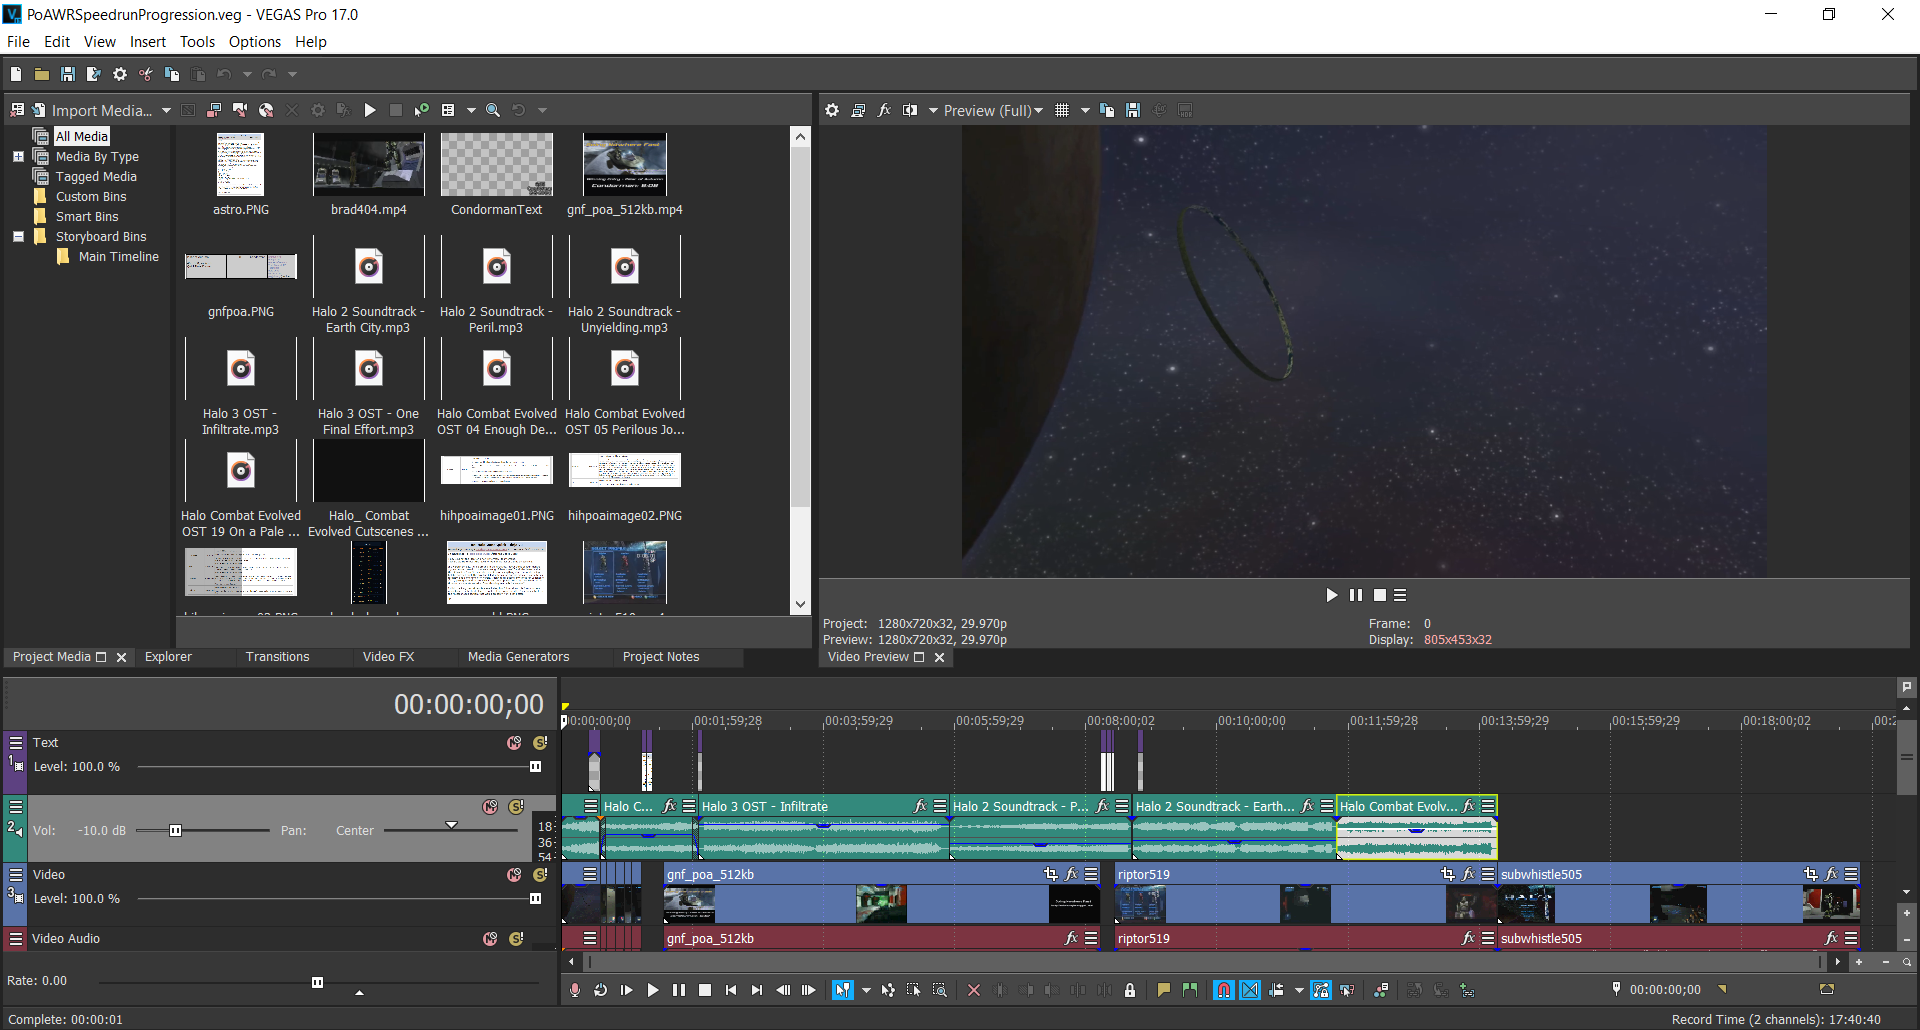 PoAWRSpeedrunProgression.veg - VEGAS Pro 17.0
File Edit View Insert Tools Options Help
Import Media...
Preview (Full)
All Media
Media By Type
Tagged Media
Custom Bins
Smart Bins
Storyboard Bins
Main Timeline
astro.PNG
brad404.mp4
CondormanText
gnf_poa_512kb.mp4
gnfpoa.PNG
Halo 2 Soundtrack - Earth City.mp3
Halo 2 Soundtrack - Peril.mp3
Halo 2 Soundtrack - Unyielding.mp3
Halo 3 OST - Infiltrate.mp3
Halo 3 OST - One Final Effort.mp3
Halo Combat Evolved OST 04 Enough De...
Halo Combat Evolved OST 05 Perilous Jo...
Halo Combat Evolved OST 19 On a Pale ...
Halo_ Combat Evolved Cutscenes ...
hihpoaimage01.PNG
hihpoaimage02.PNG
Project: 1280x720x32, 29.970p
Preview: 1280x720x32, 29.970p
Frame: 0
Display: 805x453x32
Project Media
Explorer
Transitions
Video FX
Media Generators
Project Notes
Video Preview
00:00:00;00
00:00:00;00 00:01:59;28 00:03:59;29 00:05:59;29 00:08:00;02 00:10:00;00 00:11:59;28 00:13:59;29 00:15:59;29 00:18:00;02 00:2
1
Text
Level: 100.0 %
2
Vol: -10.0 dB
Pan: Center
18
36
54
Halo C...
Halo 3 OST - Infiltrate
Halo 2 Soundtrack - P...
Halo 2 Soundtrack - Earth...
Halo Combat Evolv...
3
Video
Level: 100.0 %
gnf_poa_512kb
riptor519
subwhistle505
Video Audio
gnf_poa_512kb
riptor519
subwhistle505
Rate: 0.00
00:00:00;00
Complete: 00:00:01
Record Time (2 channels): 17:40:40